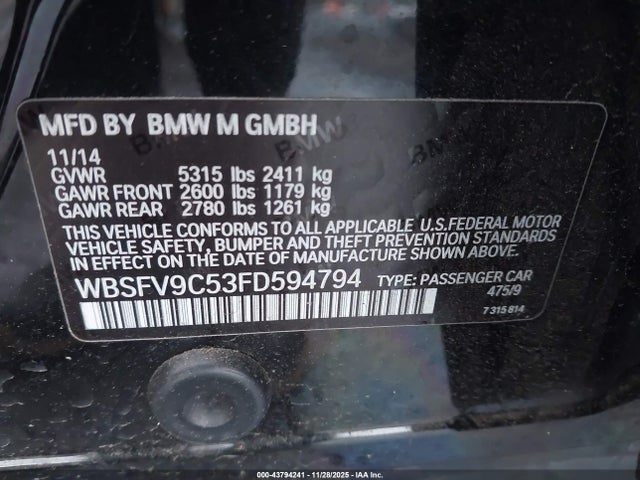 MFD BY BMW M GMBH
11/14
GVWR 5315 lbs 2411 kg
GAWR FRONT 2600 lbs 1179 kg
GAWR REAR 2780 lbs 1261 kg
THIS VEHICLE CONFORMS TO ALL APPLICABLE U.S.FEDERAL MOTOR
VEHICLE SAFETY, BUMPER AND THEFT PREVENTION STANDARDS
IN EFFECT ON THE DATE OF MANUFACTURE SHOWN ABOVE.
WBSFV9C53FD594794 TYPE: PASSENGER CAR
475/9
7 315 814
000-43794241 - 11/28/2025 - IAA Inc.